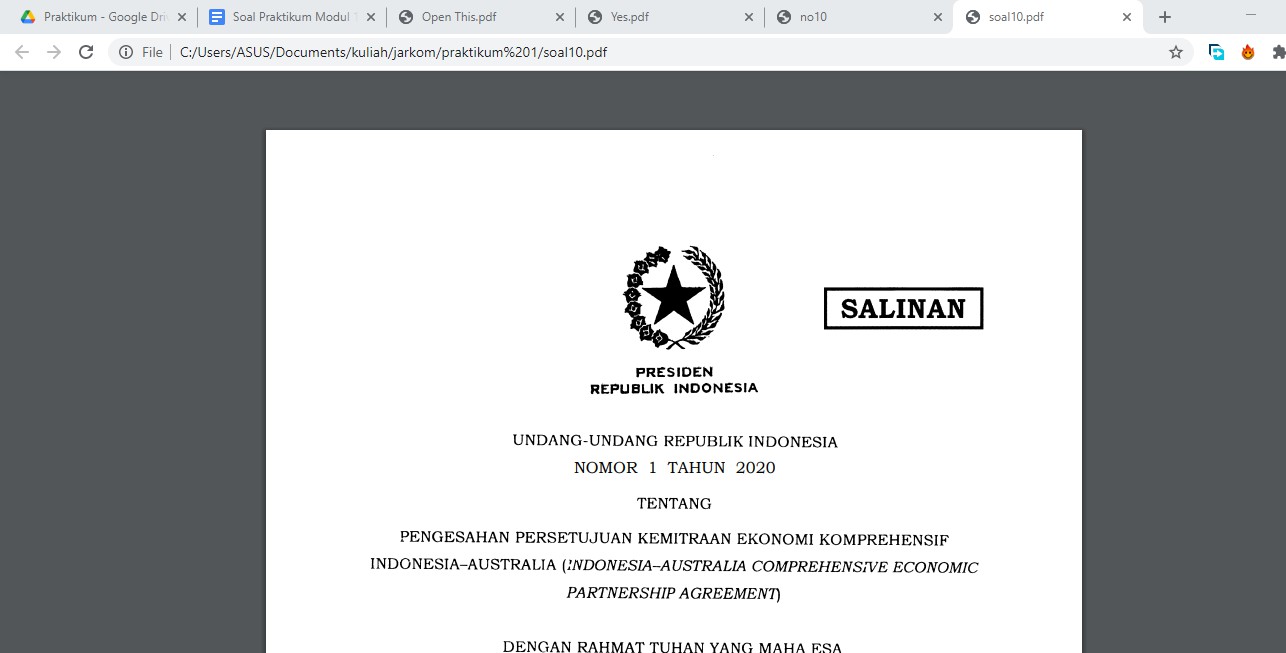 Praktikum - Google Dri
Soal Praktikum Modul 1
Open This.pdf
Yes.pdf
no10
soal10.pdf
File
C:/Users/ASUS/Documents/kuliah/jarkom/praktikum%201/soal10.pdf
SALINAN
PRESIDEN
REPUBLIK INDONESIA
UNDANG-UNDANG REPUBLIK INDONESIA
NOMOR 1 TAHUN 2020
TENTANG
PENGESAHAN PERSETUJUAN KEMITRAAN EKONOMI KOMPREHENSIF
INDONESIA–AUSTRALIA (INDONESIA–AUSTRALIA COMPREHENSIVE ECONOMIC
PARTNERSHIP AGREEMENT)
DENGAN RAHMAT TUHAN YANG MAHA ESA